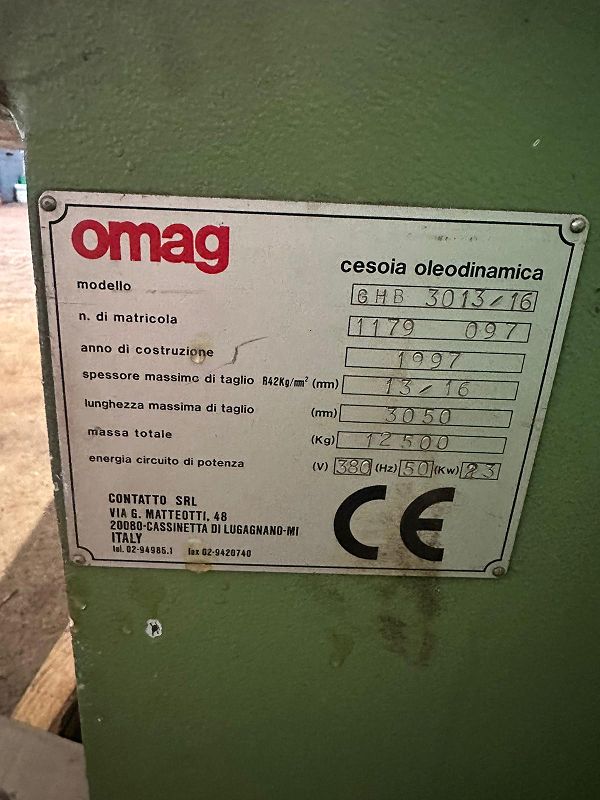 omag
cesoia oleodinamica
modello GHB 3013/16
n. di matricola 1179 097
anno di costruzione 1997
spessore massimo di taglio R42Kg/mm² (mm) 13/16
lunghezza massima di taglio (mm) 3050
massa totale (Kg) 12500
energia circuito di potenza (V) 380 (Hz) 50 (Kw) 23
CONTATTO SRL
VIA G. MATTEOTTI, 48
20080-CASSINETTA DI LUGAGNANO-MI
ITALY
tel. 02-94985.1 fax 02-9420740
CE